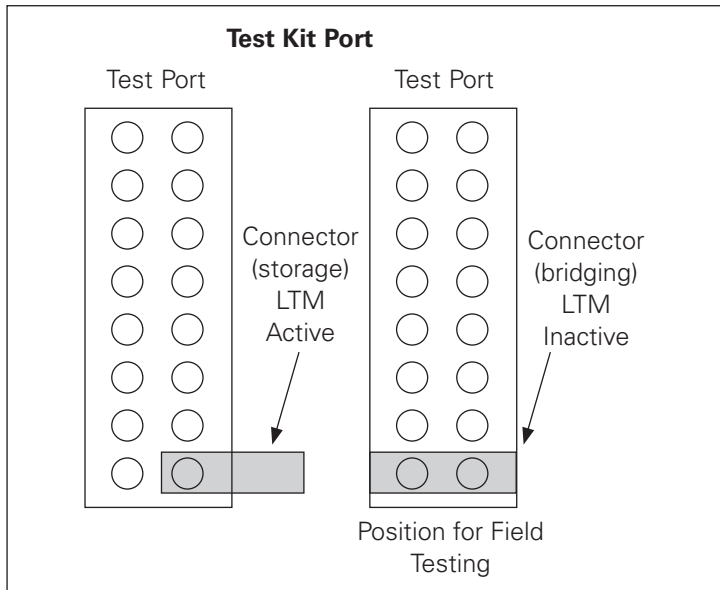 Test Kit Port
Test Port
Test Port
Connector
(storage)
LTM
Active
Connector
(bridging)
LTM
Inactive
Position for Field
Testing